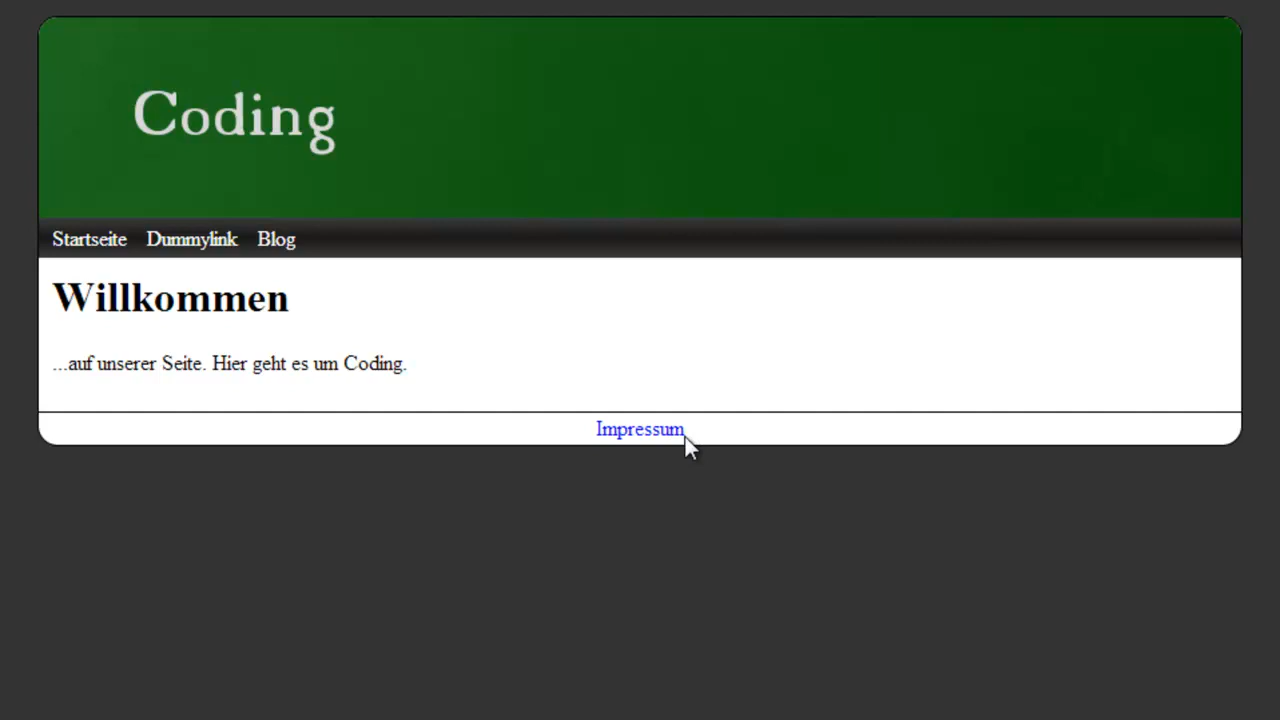 Coding
Startseite Dummylink Blog
Willkommen
...auf unserer Seite. Hier geht es um Coding.
Impressum